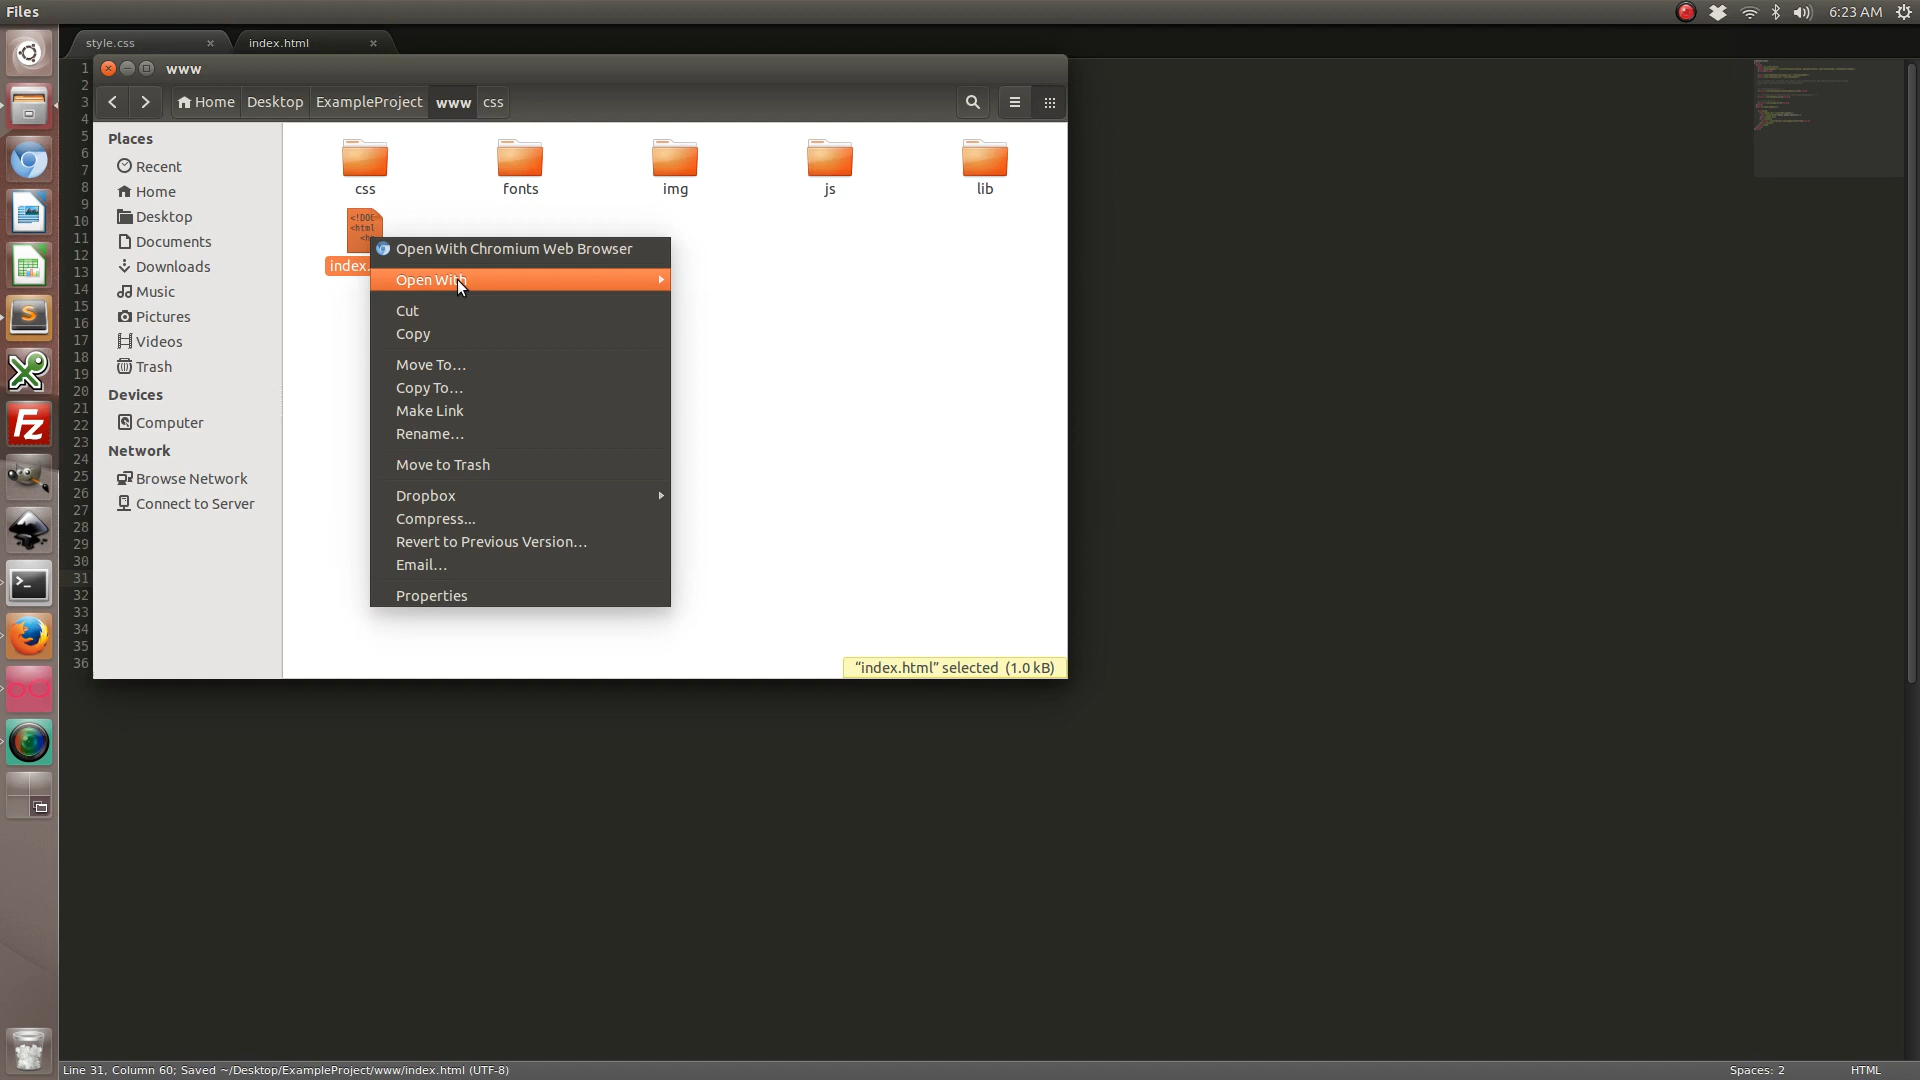 Files
6:23 AM
style.css
index.html
www
Home
Desktop
ExampleProject
www
css
Places
Recent
Home
Desktop
Documents
Downloads
Music
Pictures
Videos
Trash
Devices
Computer
Network
Browse Network
Connect to Server
css
fonts
img
js
lib
<!DOE
<html
<h
index.
Open With Chromium Web Browser
Open With
Cut
Copy
Move To…
Copy To…
Make Link
Rename…
Move to Trash
Dropbox
Compress...
Revert to Previous Version…
Email…
Properties
“index.html” selected (1.0 kB)
1
2
3
4
5
6
7
8
9
10
11
12
13
14
15
16
17
18
19
20
21
22
23
24
25
26
27
28
29
30
31
32
33
34
35
36
Line 31, Column 60; Saved ~/Desktop/ExampleProject/www/index.html (UTF-8)
Spaces: 2
HTML